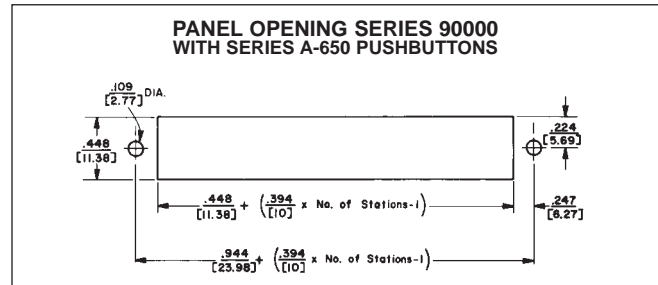 PANEL OPENING SERIES 90000
WITH SERIES A-650 PUSHBUTTONS
.109
[2.77] DIA.
.448
[11.38]
.224
[5.69]
.448
[11.38] + (.394
[10] x No. of Stations-1)
.247
[6.27]
.944
[23.98] + (.394
[10] x No. of Stations-1)